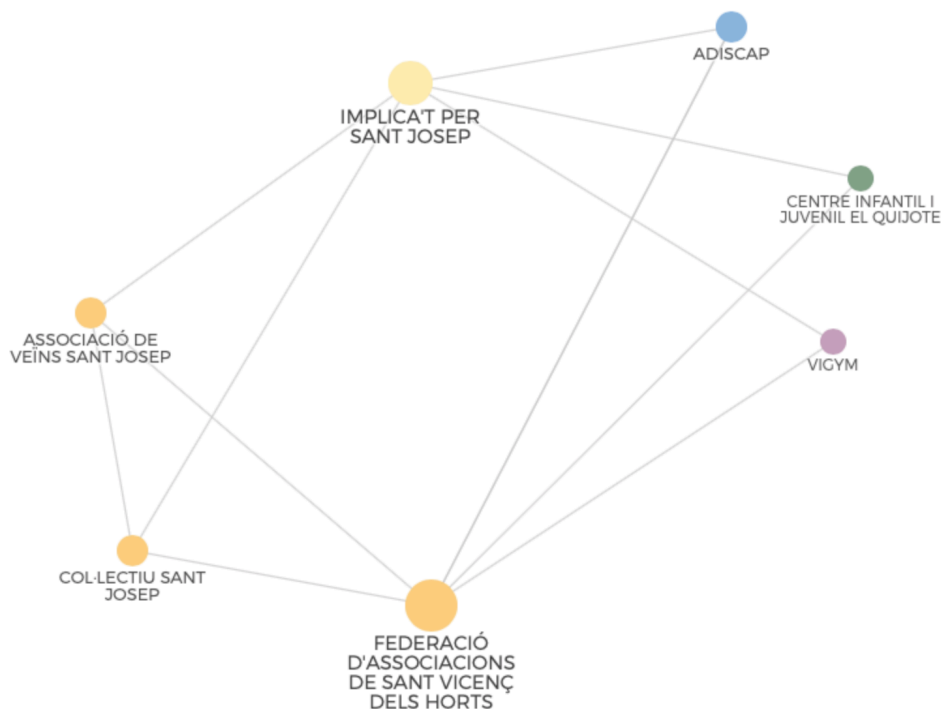 ADISCAP
IMPLICA'T PER
SANT JOSEP
CENTRE INFANTIL I
JUVENIL EL QUIJOTE
ASSOCIACIÓ DE
VEÏNS SANT JOSEP
VIGYM
COL·LECTIU SANT
JOSEP
FEDERACIÓ
D'ASSOCIACIONS
DE SANT VICENÇ
DELS HORTS